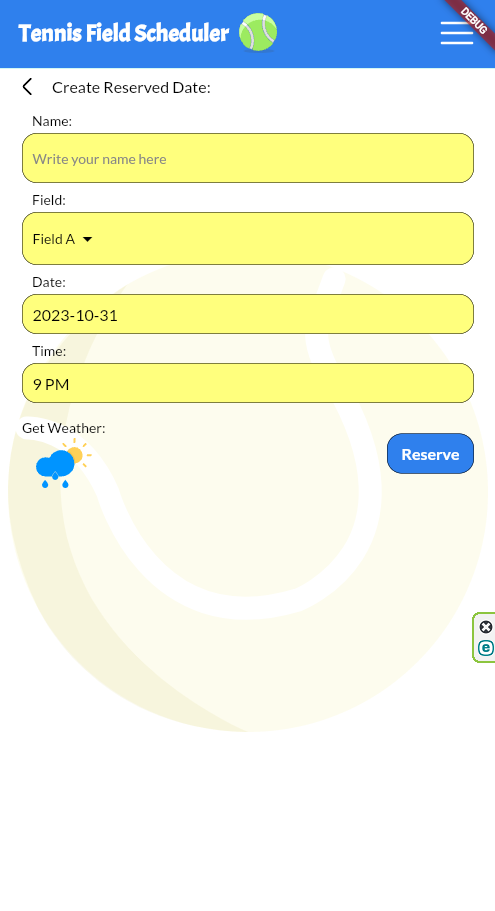 Tennis Field Scheduler
DEBUG
Create Reserved Date:
Name:
Write your name here
Field:
Field A
Date:
2023-10-31
Time:
9 PM
Get Weather:
Reserve
e